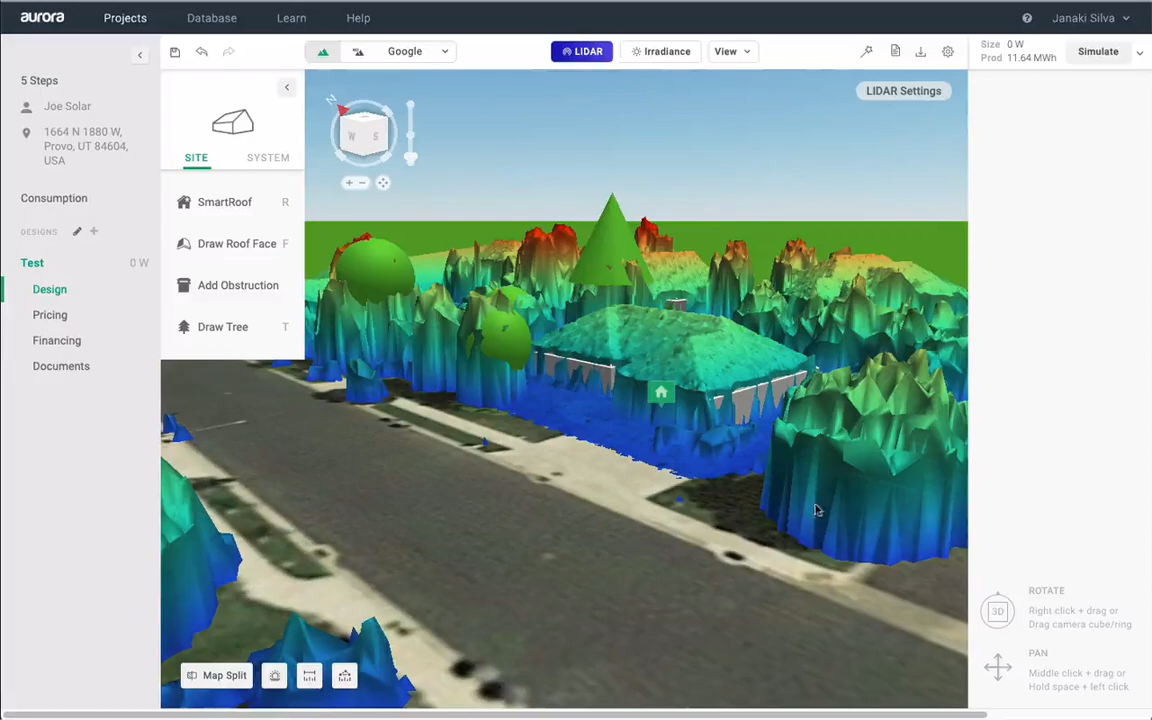 aurora
Projects
Database
Learn
Help
Janaki Silva
Google
LIDAR
Irradiance
View
Size 0 W
Prod 11.64 MWh
Simulate
5 Steps
Joe Solar
1664 N 1880 W,
Provo, UT 84604,
USA
Consumption
DESIGNS
Test 0 W
Design
Pricing
Financing
Documents
SITE
SYSTEM
SmartRoof R
Draw Roof Face F
Add Obstruction
Draw Tree T
N
W S
LIDAR Settings
Map Split
3D
ROTATE
Right click + drag or
Drag camera cube/ring
PAN
Middle click + drag or
Hold space + left click